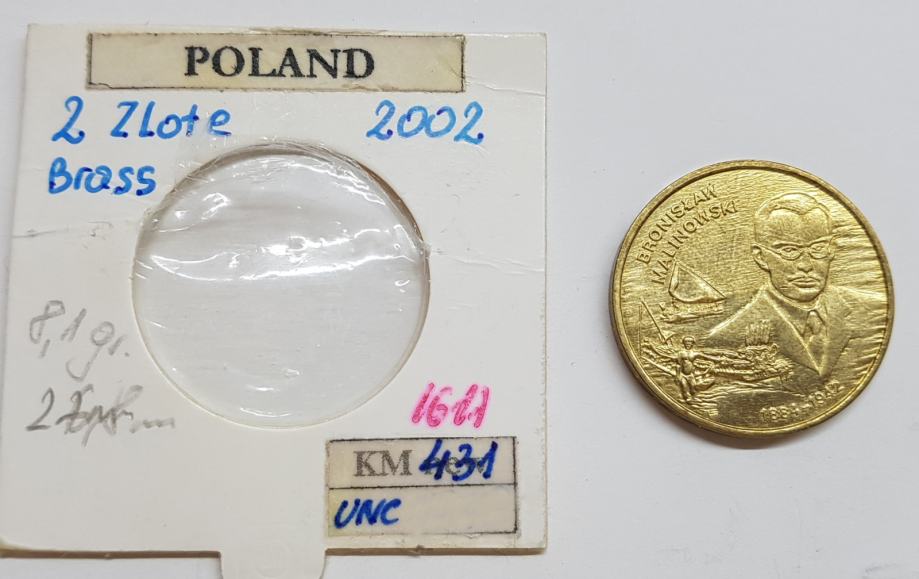 POLAND
2 Zlote 2002
Brass
8,1 gr.
1611
KM 431
UNC
BRONISŁAW
MALINOWSKI
1884-1942